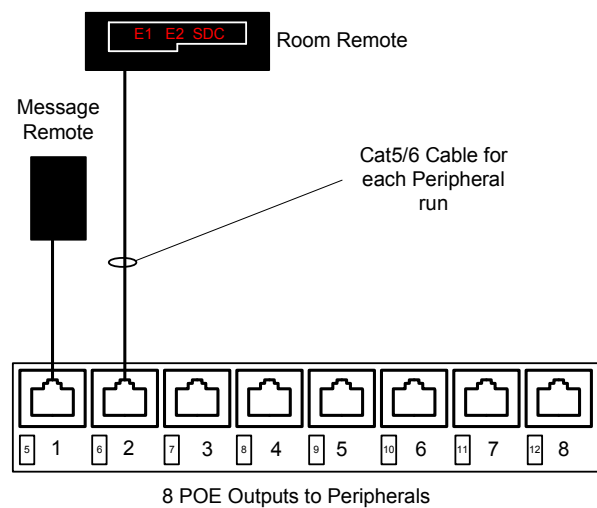 E1 E2 SDC
Room Remote
Message
Remote
Cat5/6 Cable for
each Peripheral
run
5 1 6 2 7 3 8 4 9 5 10 6 11 7 12 8
8 POE Outputs to Peripherals